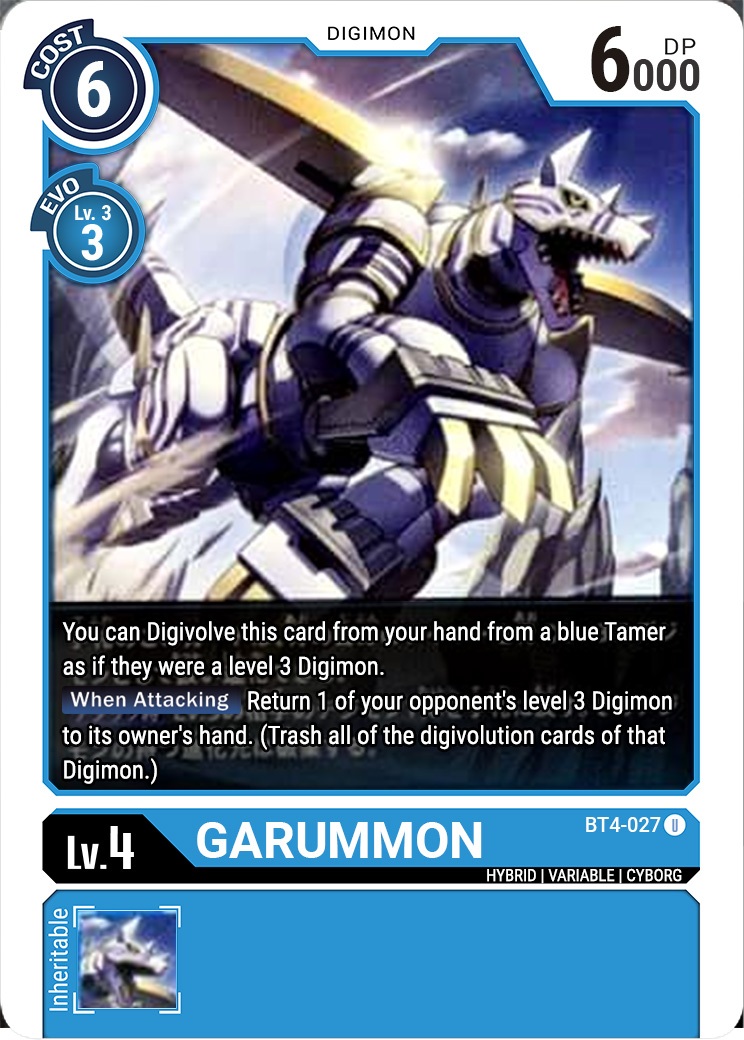 COST
6
DIGIMON
DP
6000
EVO
Lv. 3
3
You can Digivolve this card from your hand from a blue Tamer
as if they were a level 3 Digimon.
When Attacking Return 1 of your opponent's level 3 Digimon
to its owner's hand. (Trash all of the digivolution cards of that
Digimon.)
Lv.4
GARUMMON
BT4-027 U
HYBRID | VARIABLE | CYBORG
Inheritable